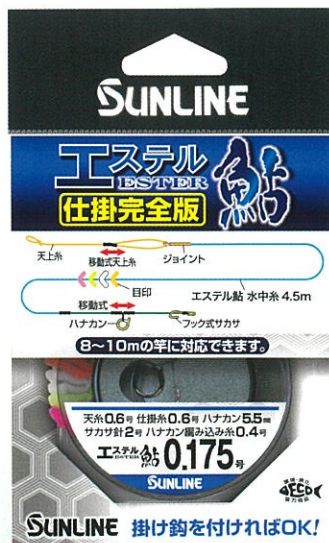 SUNLINE
エステル 鮎
ESTER
仕掛完全版
天上糸
移動式天上糸
ジョイント
目印
エステル鮎 水中糸 4.5m
移動式
ハナカン
フック式サカサ
8〜10mの竿に対応できます。
天糸0.6号 仕掛糸0.6号 ハナカン5.5mm
サカサ針2号 ハナカン編み込み糸0.4号
エステル鮎 0.175号
ESTER
SUNLINE
SUNLINE 掛け鈎を付ければOK!